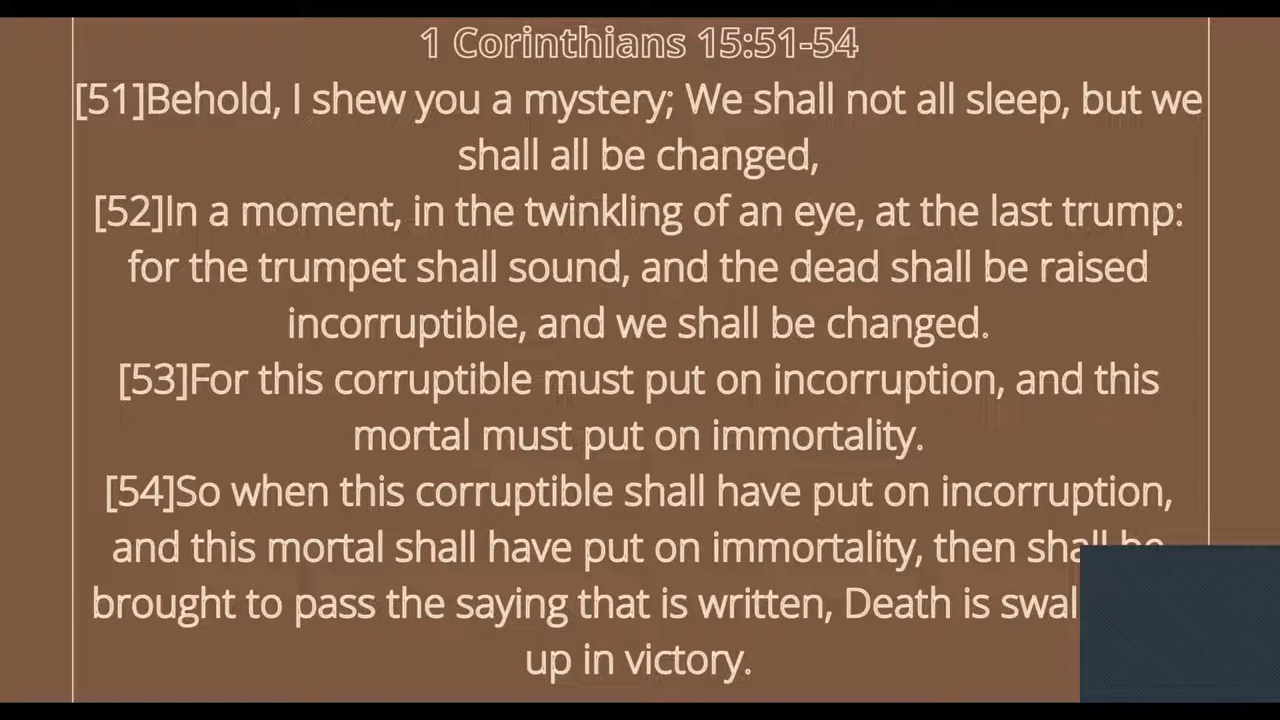 1 Corinthians 15:51-54
[51]Behold, I shew you a mystery; We shall not all sleep, but we
shall all be changed,
[52]In a moment, in the twinkling of an eye, at the last trump:
for the trumpet shall sound, and the dead shall be raised
incorruptible, and we shall be changed.
[53]For this corruptible must put on incorruption, and this
mortal must put on immortality.
[54]So when this corruptible shall have put on incorruption,
and this mortal shall have put on immortality, then shall be
brought to pass the saying that is written, Death is
up in victory.